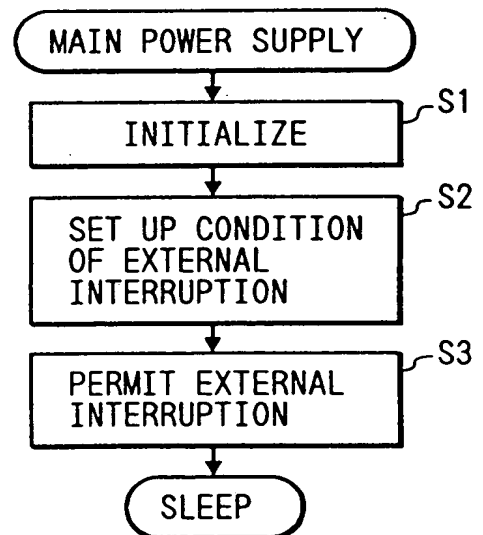 MAIN POWER SUPPLY
S1
INITIALIZE
S2
SET UP CONDITION
OF EXTERNAL
INTERRUPTION
S3
PERMIT EXTERNAL
INTERRUPTION
SLEEP